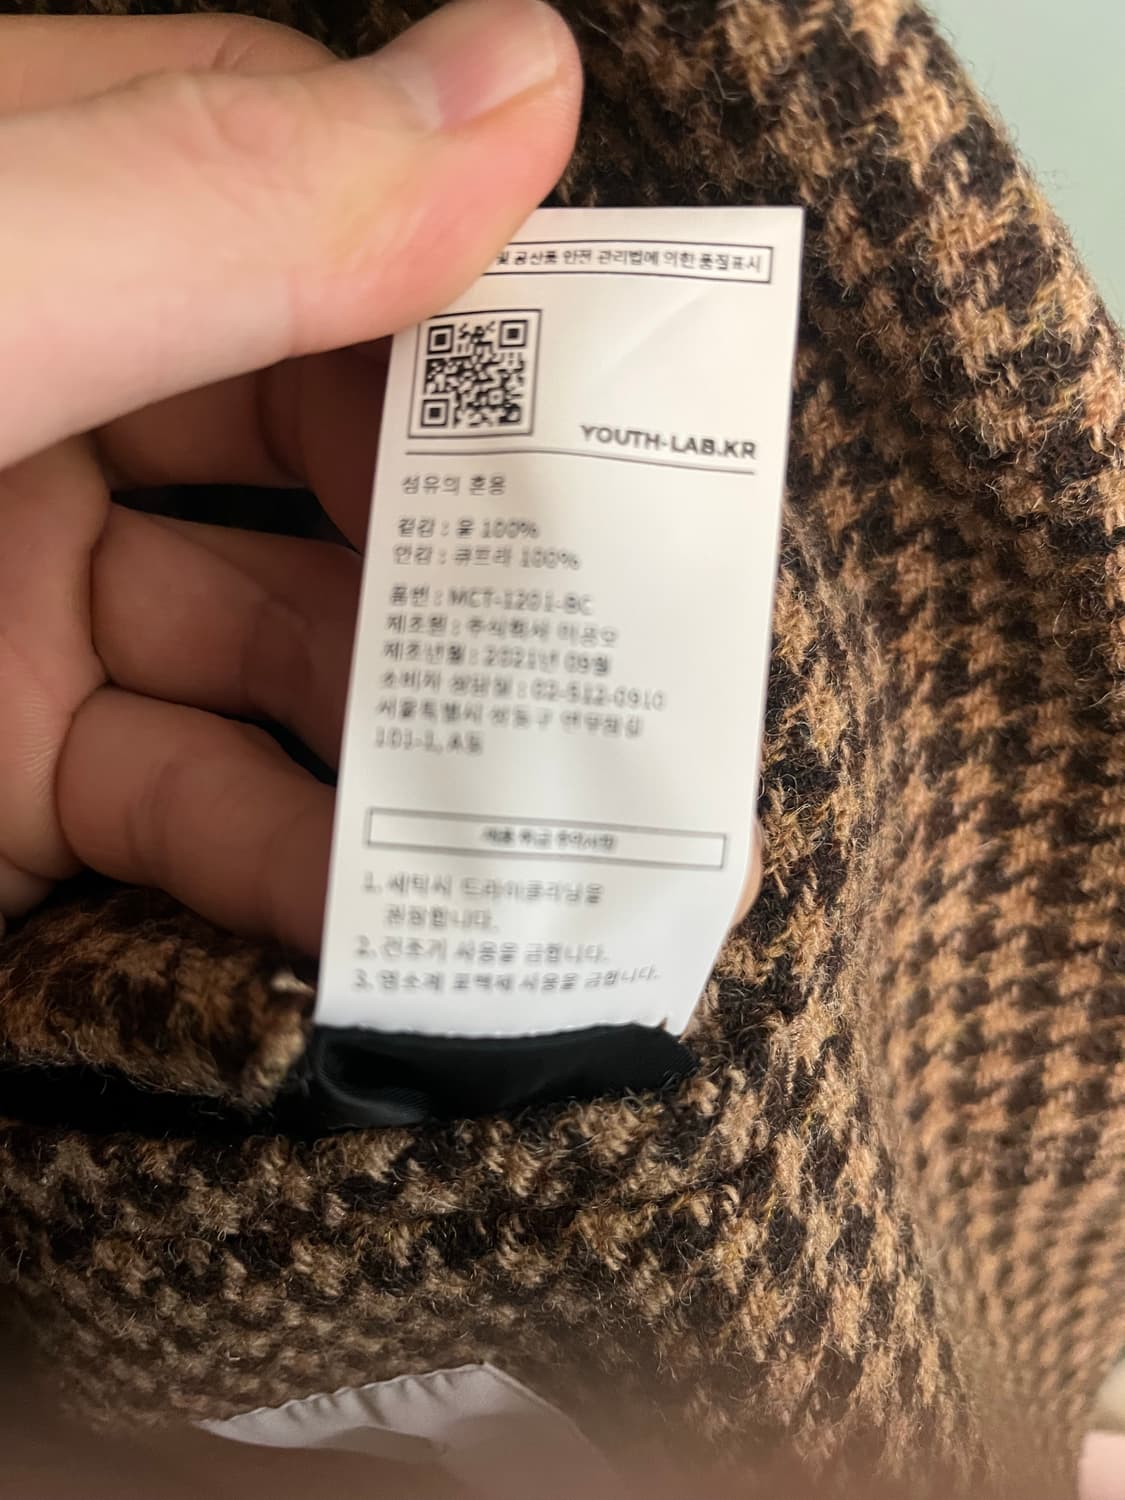 및 공산품 안전 관리법에 의한 품질표시
YOUTH-LAB.KR
섬유의 혼용
겉감 : 울 100%
안감 : 큐프라 100%
품번 : MCT-1201-BC
제조원 : 주식회사 이공오
제조년월 : 2021년 09월
소비자 상담실 : 02-512-0910
서울특별시 성동구 연무장길
101-1, A동
제품 취급 주의사항
1. 세탁시 드라이클리닝을
권장합니다.
2. 건조기 사용을 금합니다.
3. 염소계 표백제 사용을 금합니다.